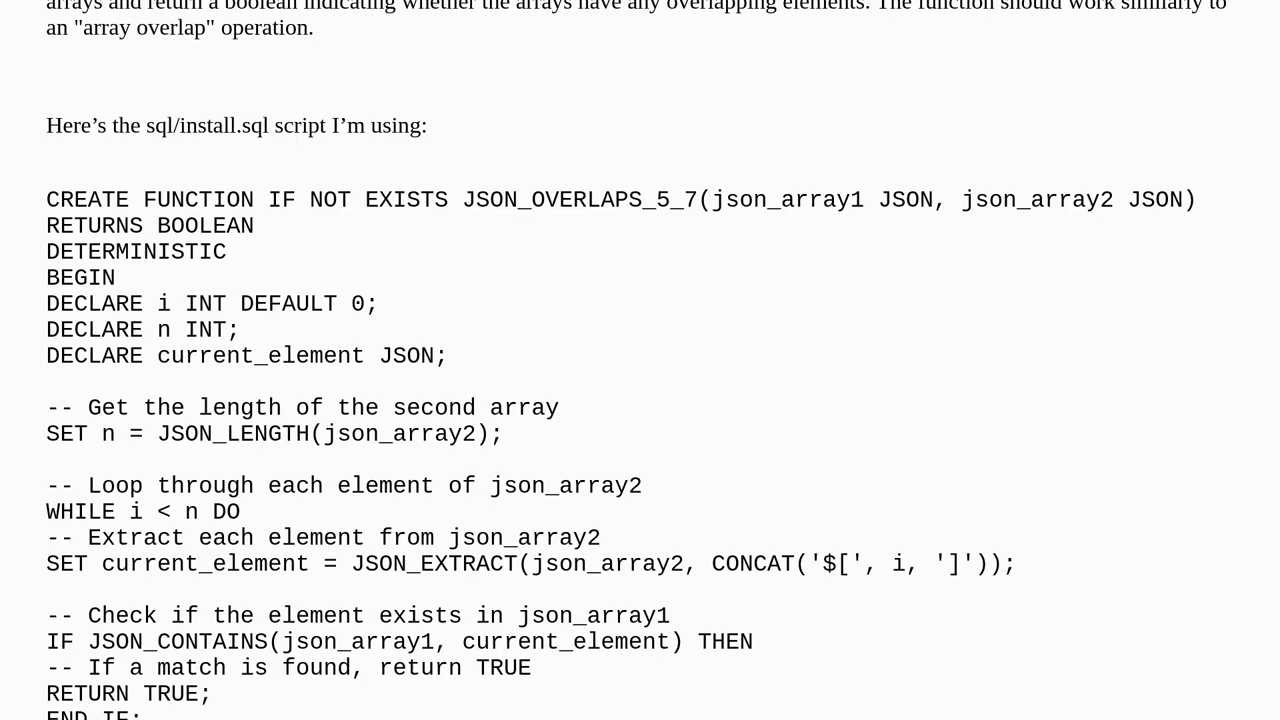 arrays and return a boolean indicating whether the arrays have any overlapping elements. The function should work similarly to
an "array overlap" operation.
Here’s the sql/install.sql script I’m using:
CREATE FUNCTION IF NOT EXISTS JSON_OVERLAPS_5_7(json_array1 JSON, json_array2 JSON)
RETURNS BOOLEAN
DETERMINISTIC
BEGIN
DECLARE i INT DEFAULT 0;
DECLARE n INT;
DECLARE current_element JSON;
-- Get the length of the second array
SET n = JSON_LENGTH(json_array2);
-- Loop through each element of json_array2
WHILE i < n DO
-- Extract each element from json_array2
SET current_element = JSON_EXTRACT(json_array2, CONCAT('$[', i, ']'));
-- Check if the element exists in json_array1
IF JSON_CONTAINS(json_array1, current_element) THEN
-- If a match is found, return TRUE
RETURN TRUE;
END IF;